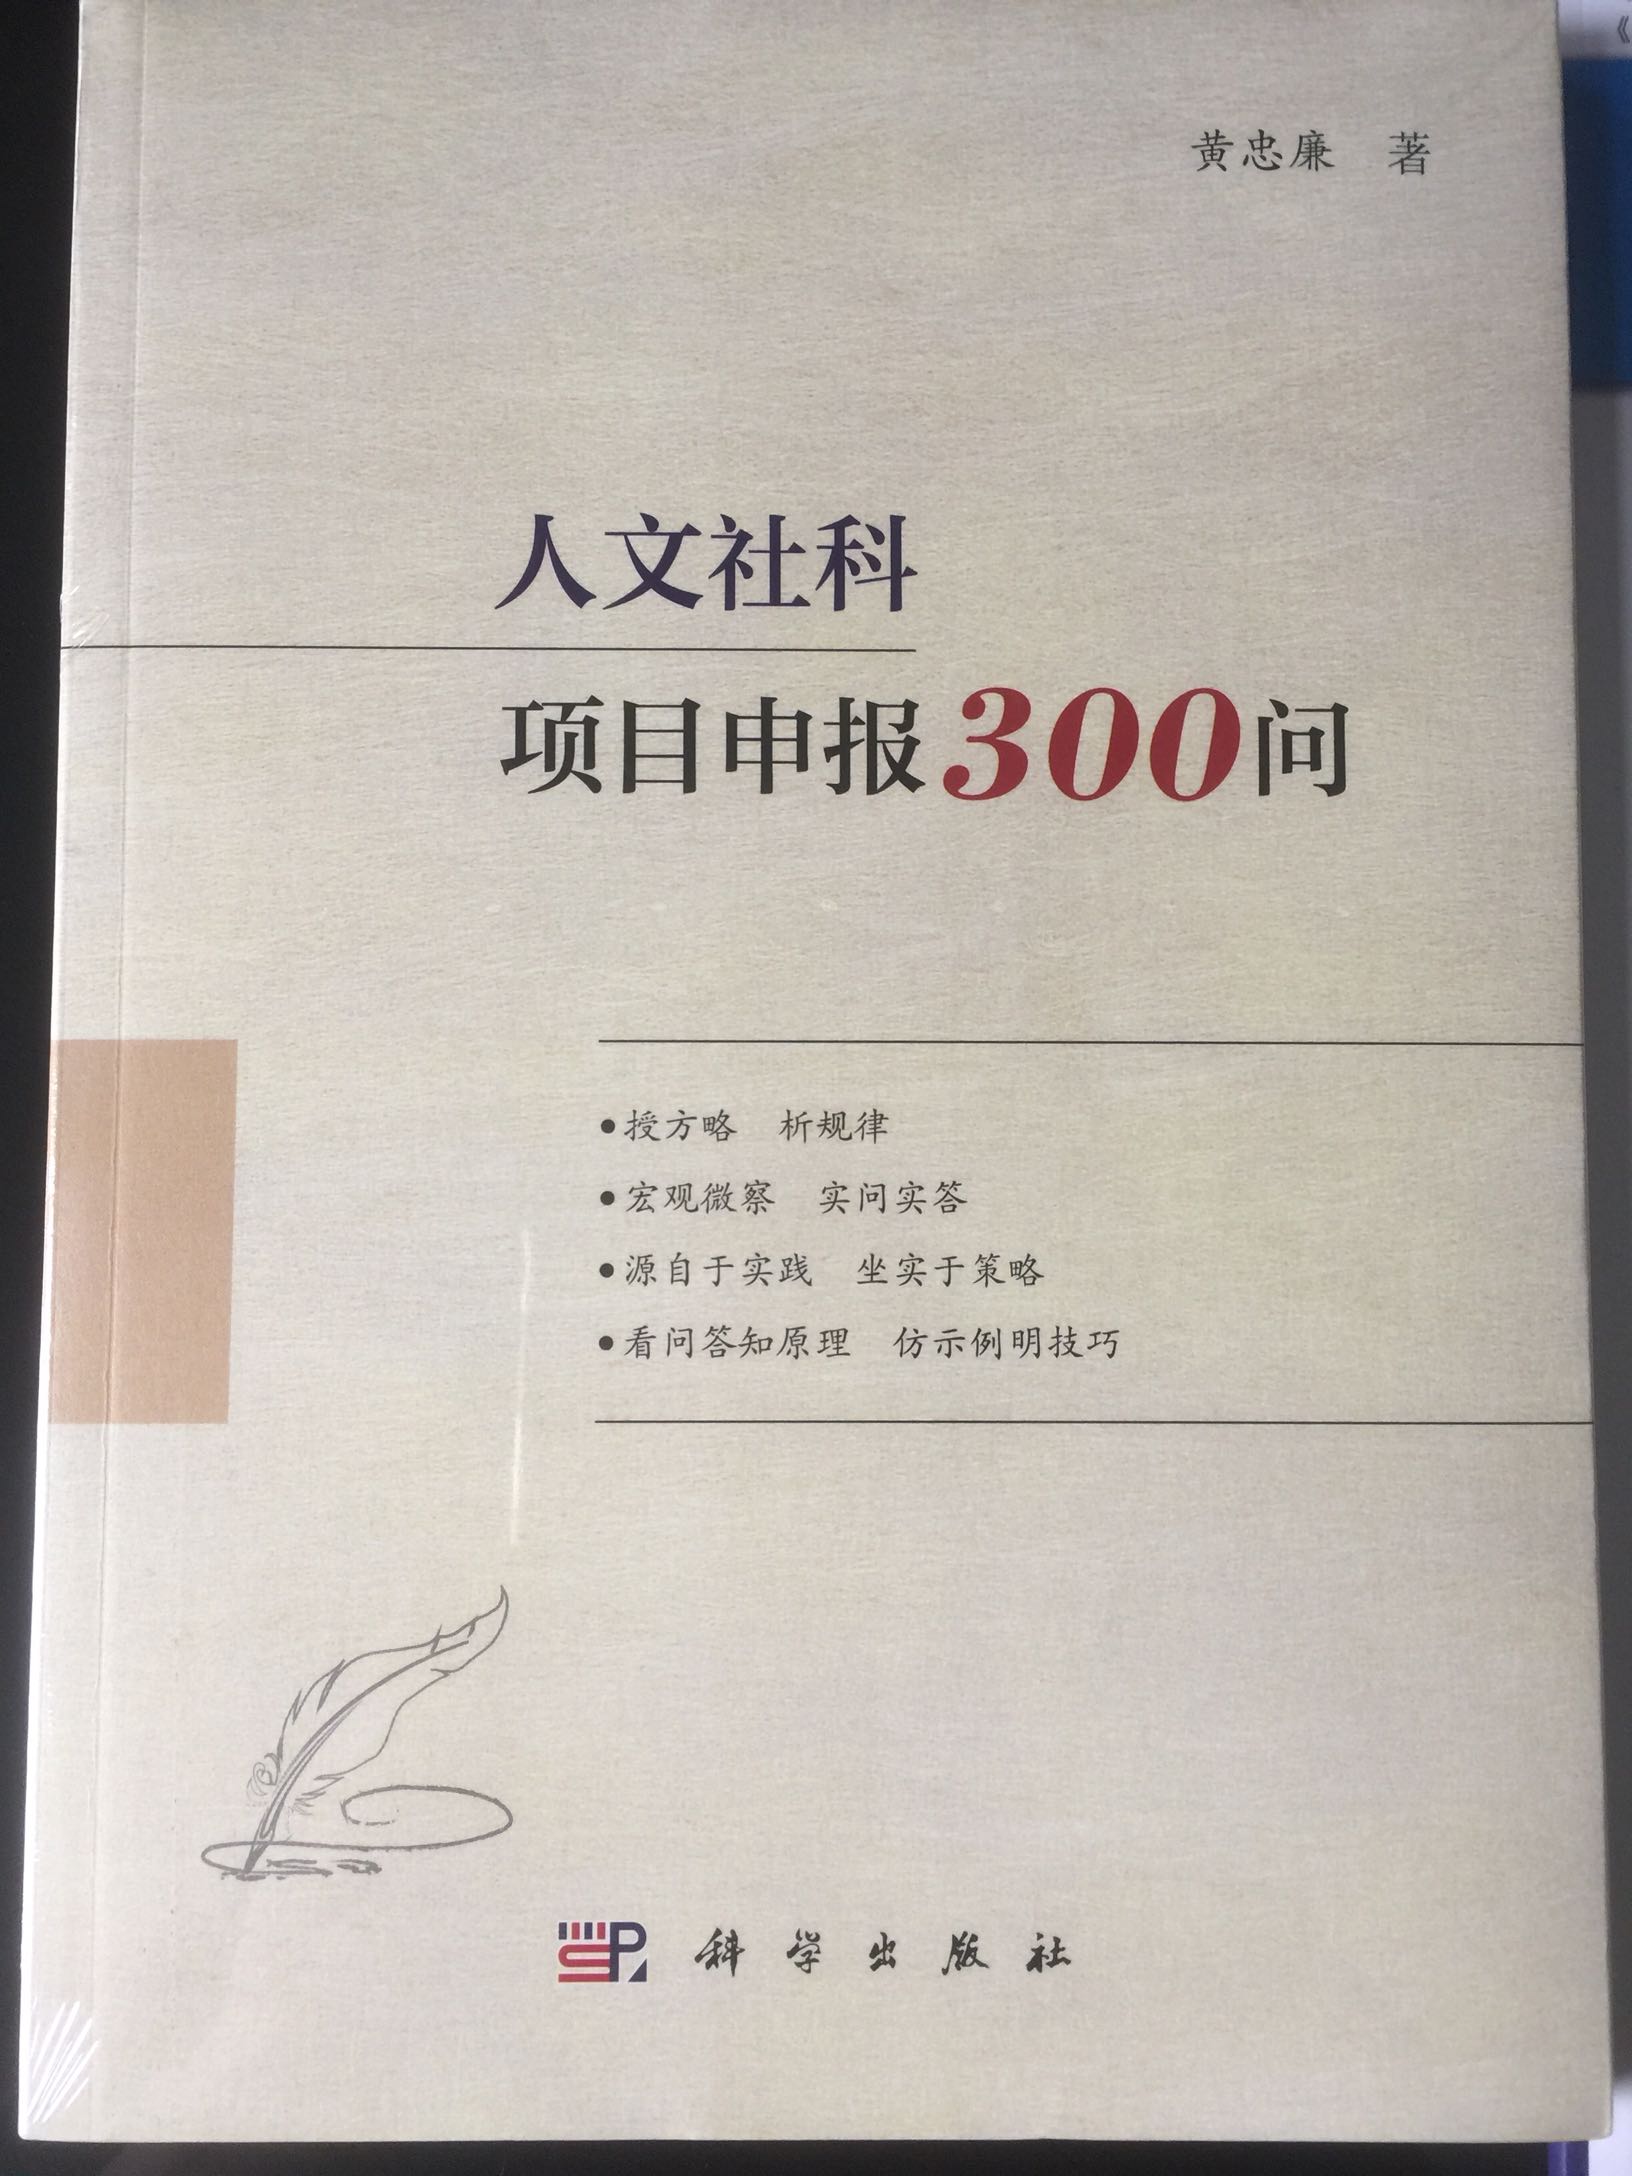 黄忠廉 著
人文社科
项目申报300问
•授方略 析规律
•宏观微察 实问实答
•源自于实践 坐实于策略
•看问答知原理 仿示例明技巧
科学出版社
《